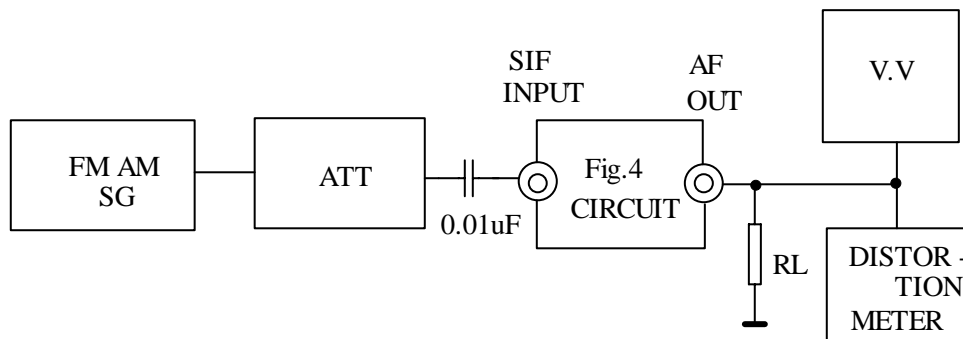 FM AM
SG
ATT
0.01uF
SIF
INPUT
Fig.4
CIRCUIT
AF
OUT
RL
V.V
DISTOR -
TION
METER